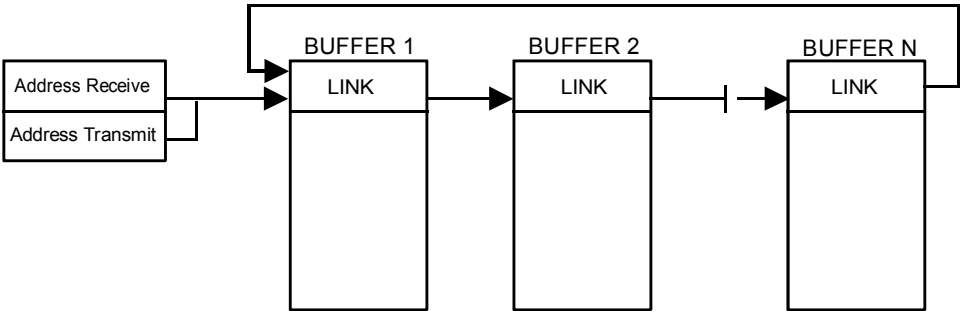 BUFFER 1
BUFFER 2
BUFFER N
Address Receive
LINK
LINK
LINK
Address Transmit